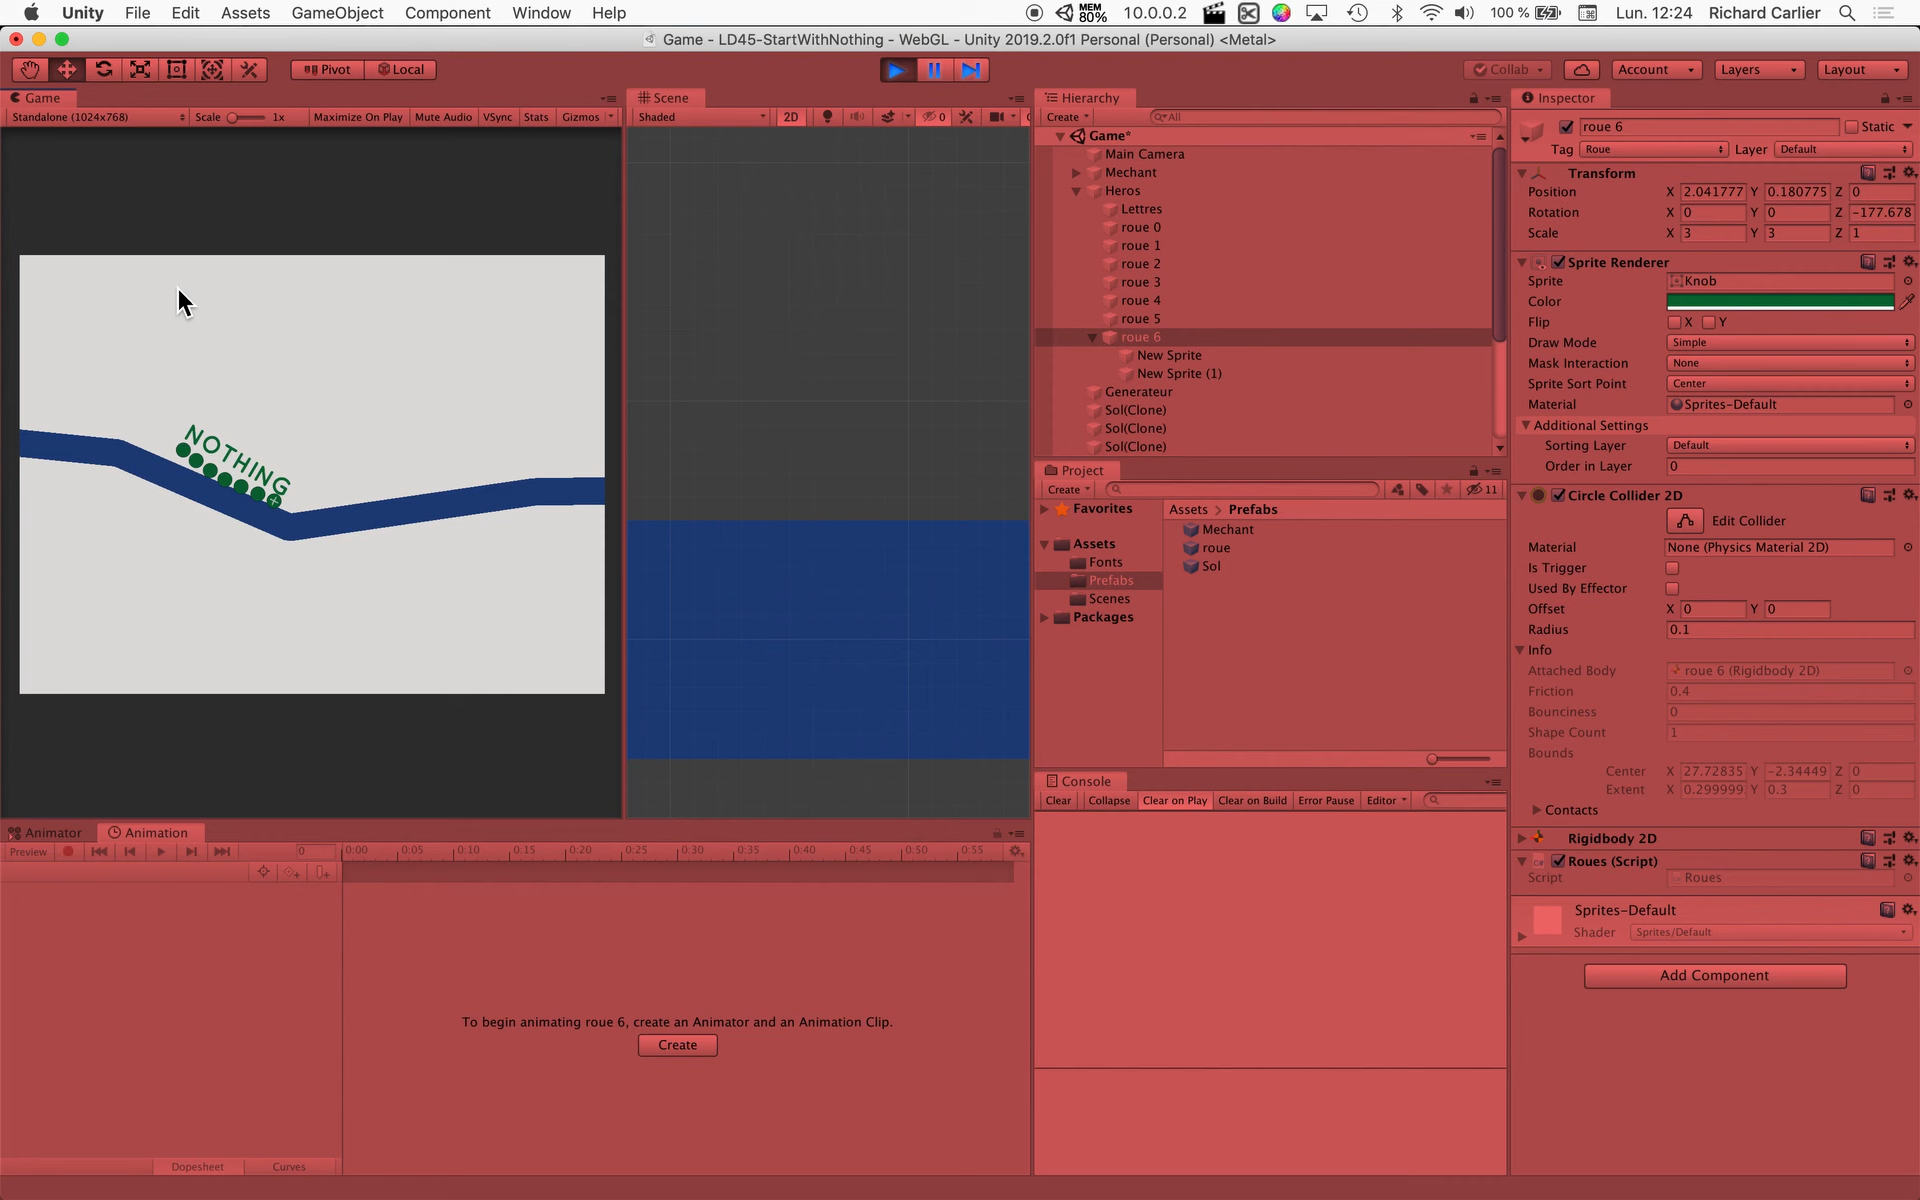 Unity File Edit Assets GameObject Component Window Help MEM 80% 10.0.0.2 100 % Lun. 12:24 Richard Carlier
Game - LD45-StartWithNothing - WebGL - Unity 2019.2.0f1 Personal (Personal) <Metal>
Pivot Local Collab Account Layers Layout
Game
Standalone (1024x768) Scale 1x Maximize On Play Mute Audio VSync Stats Gizmos
NOTHING
Scene
Shaded 2D 0
Hierarchy
Create All
Game*
Main Camera
Mechant
Heros
Lettres
roue 0
roue 1
roue 2
roue 3
roue 4
roue 5
roue 6
New Sprite
New Sprite (1)
Generateur
Sol(Clone)
Sol(Clone)
Sol(Clone)
Project
Create 11
Favorites
Assets
Fonts
Prefabs
Scenes
Packages
Assets > Prefabs
Mechant
roue
Sol
Console
Clear Collapse Clear on Play Clear on Build Error Pause Editor
Animator Animation
Preview 0 0:00 0:05 0:10 0:15 0:20 0:25 0:30 0:35 0:40 0:45 0:50 0:55
To begin animating roue 6, create an Animator and an Animation Clip.
Create
Dopesheet Curves
Inspector
roue 6 Static
Tag Roue Layer Default
Transform
Position X 2.041777 Y 0.180775 Z 0
Rotation X 0 Y 0 Z -177.678
Scale X 3 Y 3 Z 1
Sprite Renderer
Sprite Knob
Color
Flip X Y
Draw Mode Simple
Mask Interaction None
Sprite Sort Point Center
Material Sprites-Default
Additional Settings
Sorting Layer Default
Order in Layer 0
Circle Collider 2D
Edit Collider
Material None (Physics Material 2D)
Is Trigger
Used By Effector
Offset X 0 Y 0
Radius 0.1
Info
Attached Body roue 6 (Rigidbody 2D)
Friction 0.4
Bounciness 0
Shape Count 1
Bounds
Center X 27.72835 Y -2.34449 Z 0
Extent X 0.299999 Y 0.3 Z 0
Contacts
Rigidbody 2D
Roues (Script)
Script Roues
Sprites-Default
Shader Sprites/Default
Add Component